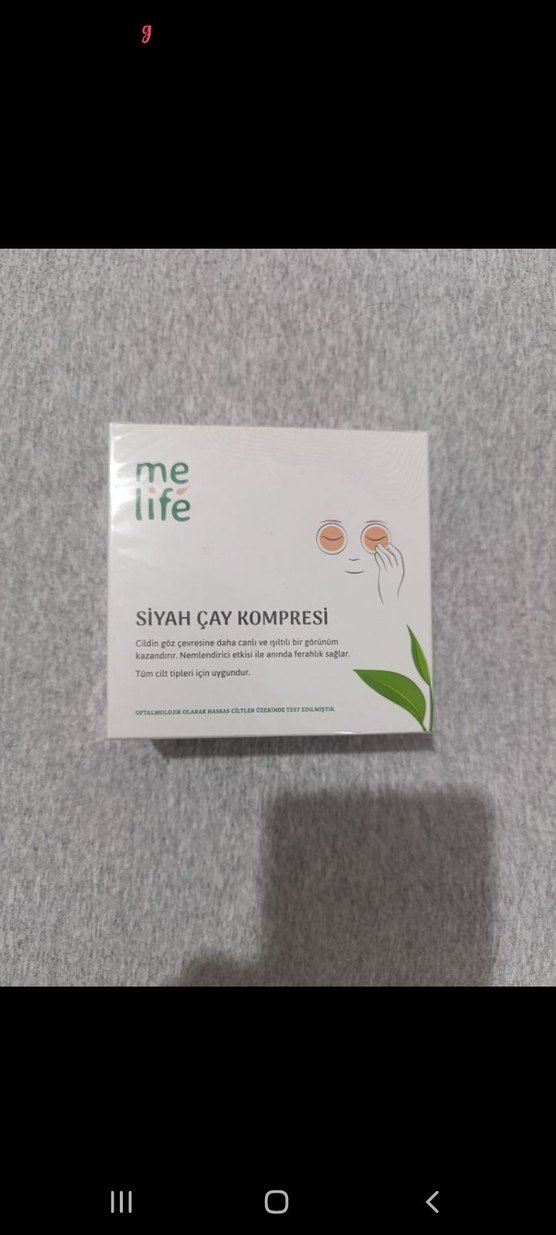 g
me
life
SİYAH ÇAY KOMPRESİ
Cildin göz çevresine daha canlı ve ışıltılı bir görünüm
kazandırır. Nemlendirici etkisi ile anında ferahlık sağlar.
Tüm cilt tipleri için uygundur.
OFTALMOLOJİK OLARAK HASSAS CİLTLER ÜZERİNDE TEST EDİLMİŞTİR.